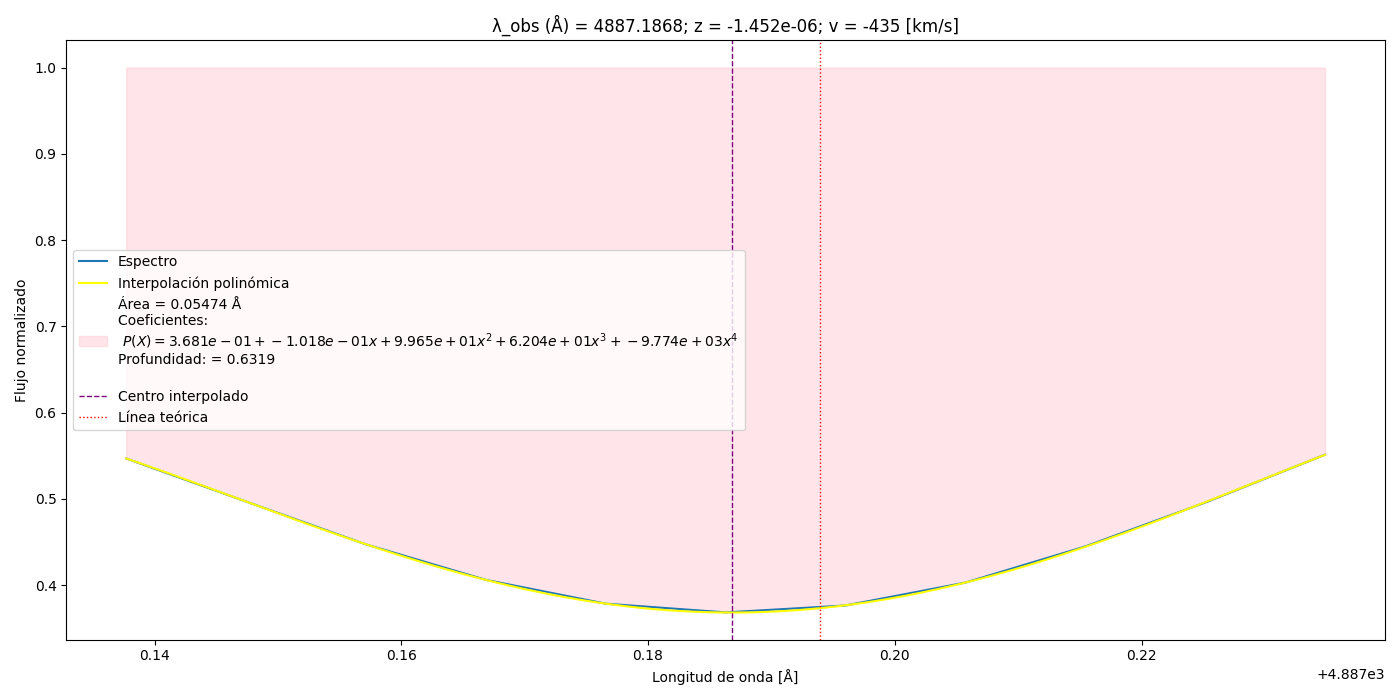 λ_obs (Å) = 4887.1868; z = -1.452e-06; v = -435 [km/s]
Flujo normalizado
1.0
0.9
0.8
0.7
0.6
0.5
0.4
Espectro
Interpolación polinómica
Área = 0.05474 Å
Coeficientes:
P(X) = 3.681e − 01 + −1.018e − 01x + 9.965e + 01x² + 6.204e + 01x³ + −9.774e + 03x⁴
Profundidad: = 0.6319
Centro interpolado
Línea teórica
0.14 0.16 0.18 0.20 0.22
+4.887e3
Longitud de onda [Å]